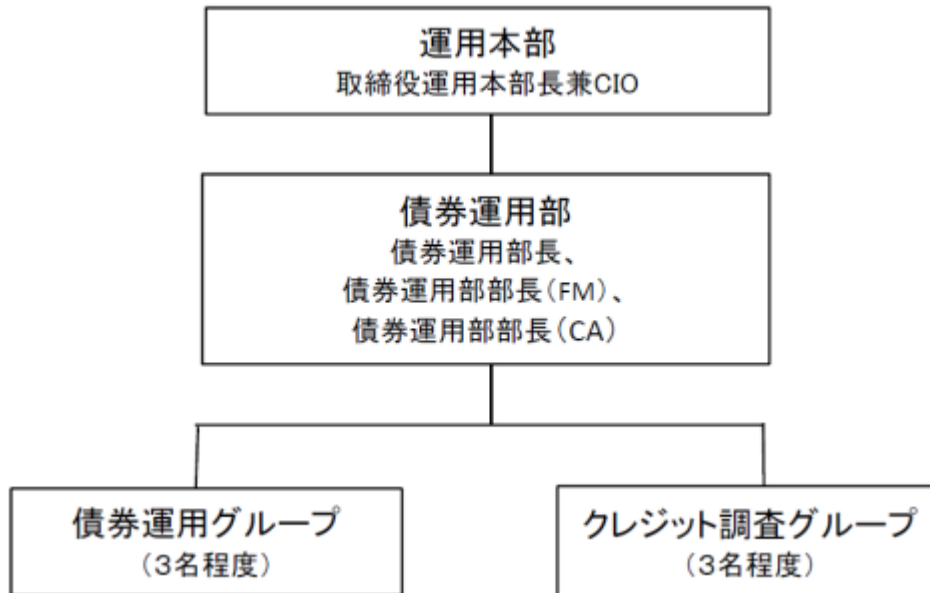 運用本部
取締役運用本部長兼CIO
債券運用部
債券運用部長、
債券運用部部長（FM）、
債券運用部部長（CA）
債券運用グループ
（３名程度）
クレジット調査グループ
（３名程度）